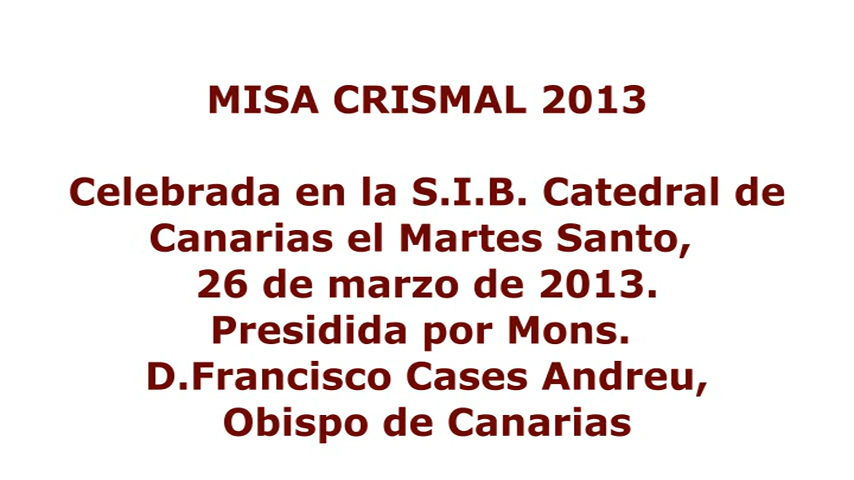 MISA CRISMAL 2013
Celebrada en la S.I.B. Catedral de
Canarias el Martes Santo,
26 de marzo de 2013.
Presidida por Mons.
D.Francisco Cases Andreu,
Obispo de Canarias